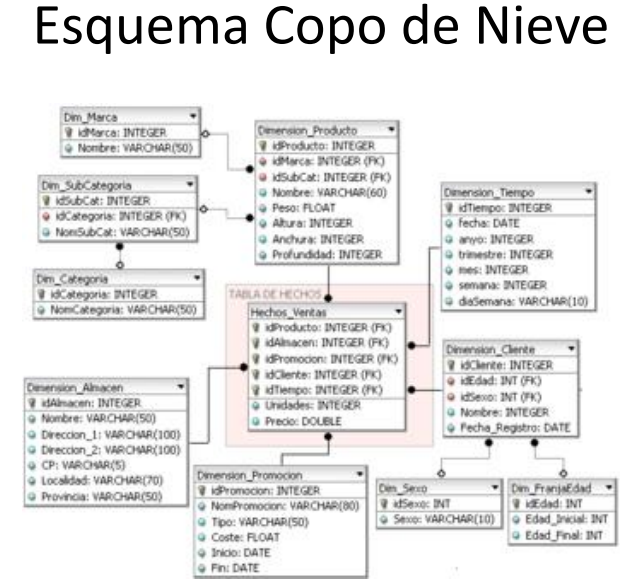 Esquema Copo de Nieve
Dim_Marca
idMarca: INTEGER
Nombre: VARCHAR(50)
Dimension_Producto
idProducto: INTEGER
idMarca: INTEGER (FK)
idSubCat: INTEGER (FK)
Nombre: VARCHAR(60)
Peso: FLOAT
Altura: INTEGER
Anchura: INTEGER
Profundidad: INTEGER
Dim_SubCategoria
idSubCat: INTEGER
idCategoria: INTEGER (FK)
NomSubCat: VARCHAR(50)
Dimension_Tiempo
idTiempo: INTEGER
fecha: DATE
anyo: INTEGER
trimestre: INTEGER
mes: INTEGER
semana: INTEGER
diaSemana: VARCHAR(10)
Dim_Categoria
idCategoria: INTEGER
NomCategoria: VARCHAR(50)
TABLA DE HECHOS
Hechos_Ventas
idProducto: INTEGER (FK)
idAlmacen: INTEGER (FK)
idPromocion: INTEGER (FK)
idCliente: INTEGER (FK)
idTiempo: INTEGER (FK)
Unidades: INTEGER
Precio: DOUBLE
Dimension_Cliente
idCliente: INTEGER
idEdad: INT (FK)
idSexo: INT (FK)
Nombre: INTEGER
Fecha_Registro: DATE
Dimension_Almacen
idAlmacen: INTEGER
Nombre: VARCHAR(50)
Direccion_1: VARCHAR(100)
Direccion_2: VARCHAR(100)
CP: VARCHAR(5)
Localidad: VARCHAR(70)
Provincia: VARCHAR(50)
Dimension_Promocion
idPromocion: INTEGER
NomPromocion: VARCHAR(80)
Tipo: VARCHAR(50)
Coste: FLOAT
Inicio: DATE
Fin: DATE
Dim_Sexo
idSexo: INT
Sexo: VARCHAR(10)
Dim_FranjaEdad
idEdad: INT
Edad_Inicial: INT
Edad_Final: INT